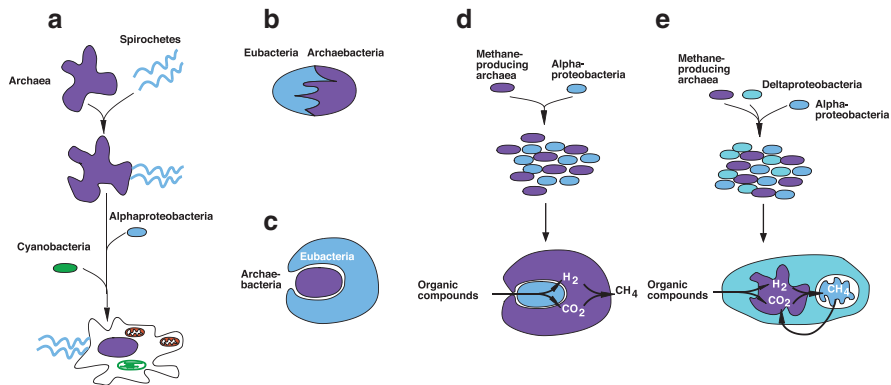 a
Spirochetes
Archaea
Alphaproteobacteria
Cyanobacteria
b
Eubacteria Archaebacteria
c
Eubacteria
Archae-
bacteria
d
Methane-
producing
archaea
Alpha-
proteobacteria
Organic
compounds
H2
CO2
CH4
e
Methane-
producing
archaea
Deltaproteobacteria
Alpha-
proteobacteria
Organic
compounds
H2
CO2
CH4